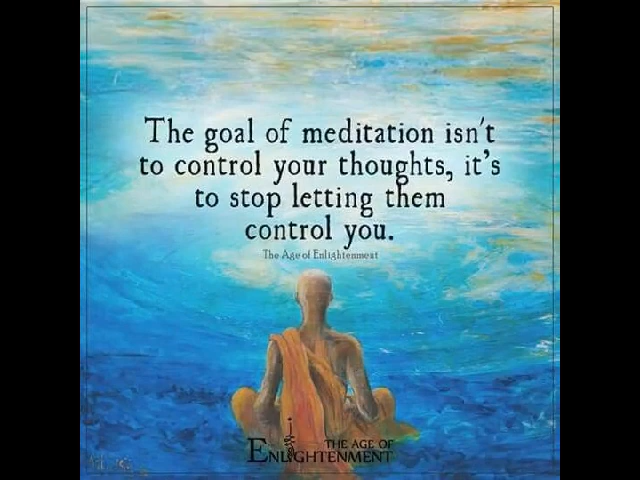 The goal of meditation isn't
to control your thoughts, it's
to stop letting them
control you.
The Age of Enlightenment
THE AGE OF
ENLIGHTENMENT